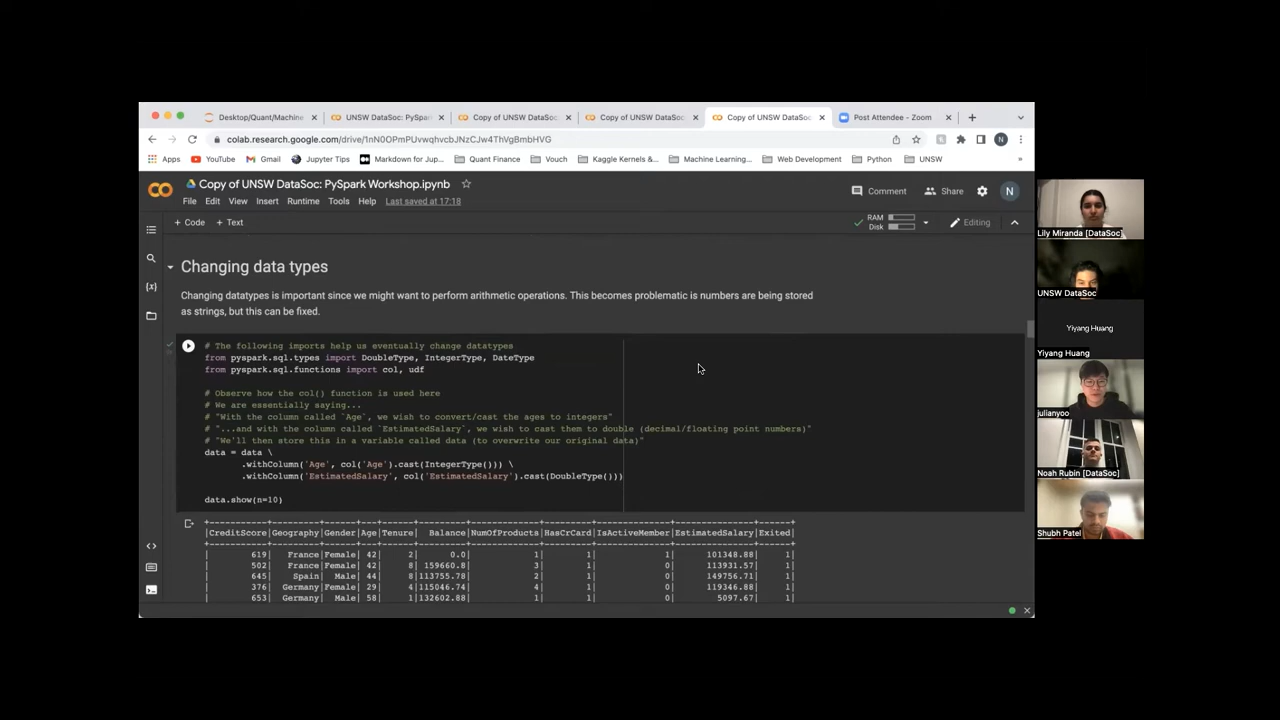 Desktop/Quant/Machine
UNSW DataSoc: PySpar
Copy of UNSW DataSoc:
Copy of UNSW DataSoc:
Copy of UNSW DataSoc:
Post Attendee - Zoom
colab.research.google.com/drive/1nN0OPmPUvwqhvcbJNzCJw4ThVgBmbHVG
Apps
YouTube
Gmail
Jupyter Tips
Markdown for Jup...
Quant Finance
Vouch
Kaggle Kernels &...
Machine Learning...
Web Development
Python
UNSW
»
Copy of UNSW DataSoc: PySpark Workshop.ipynb
Comment
Share
N
File Edit View Insert Runtime Tools Help Last saved at 17:18
+ Code + Text
RAM
Disk
Editing
Changing data types
Changing datatypes is important since we might want to perform arithmetic operations. This becomes problematic is numbers are being stored
as strings, but this can be fixed.
# The following imports help us eventually change datatypes
from pyspark.sql.types import DoubleType, IntegerType, DateType
from pyspark.sql.functions import col, udf
# Observe how the col() function is used here
# We are essentially saying...
# "With the column called `Age`, we wish to convert/cast the ages to integers"
# "...and with the column called `EstimatedSalary`, we wish to cast them to double (decimal/floating point numbers)"
# "We'll then store this in a variable called data (to overwrite our original data)"
data = data \
.withColumn('Age', col('Age').cast(IntegerType())) \
.withColumn('EstimatedSalary', col('EstimatedSalary').cast(DoubleType()))
data.show(n=10)
+-----------+---------+------+---+------+---------+-------------+---------+--------------+---------------+------+
|CreditScore|Geography|Gender|Age|Tenure| Balance|NumOfProducts|HasCrCard|IsActiveMember|EstimatedSalary|Exited|
+-----------+---------+------+---+------+---------+-------------+---------+--------------+---------------+------+
| 619| France|Female| 42| 2| 0.0| 1| 1| 1| 101348.88| 1|
| 502| France|Female| 42| 8| 159660.8| 3| 1| 0| 113931.57| 1|
| 645| Spain| Male| 44| 8|113755.78| 2| 1| 0| 149756.71| 1|
| 376| Germany|Female| 29| 4|115046.74| 4| 1| 0| 119346.88| 1|
| 653| Germany| Male| 58| 1|132602.88| 1| 1| 0| 5097.67| 1|
Lily Miranda [DataSoc]
UNSW DataSoc
Yiyang Huang
Yiyang Huang
julianyoo
Noah Rubin [DataSoc]
Shubh Patel